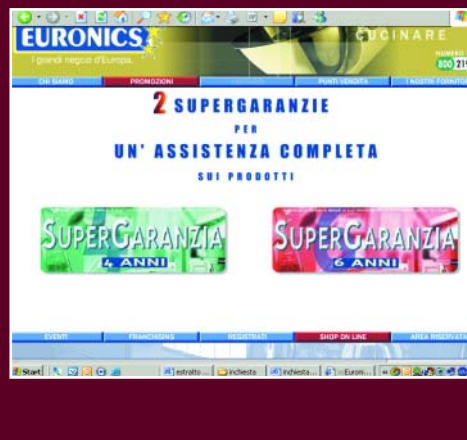 EURONICS
I grandi negozi d'Europa.
CUCINARE
NUMERO
800 219
CHI SIAMO PROMOZIONI PUNTI VENDITA I NOSTRI FORNITORI
2 SUPERGARANZIE
PER
UN' ASSISTENZA COMPLETA
SUI PRODOTTI
SUPERGARANZIA SUPERGARANZIA
4 ANNI 6 ANNI
EVENTI FRANCHISING REGISTRATI SHOP ON LINE AREA RISERVATA
Start estratto ... inchiesta inchiesta... Euron...